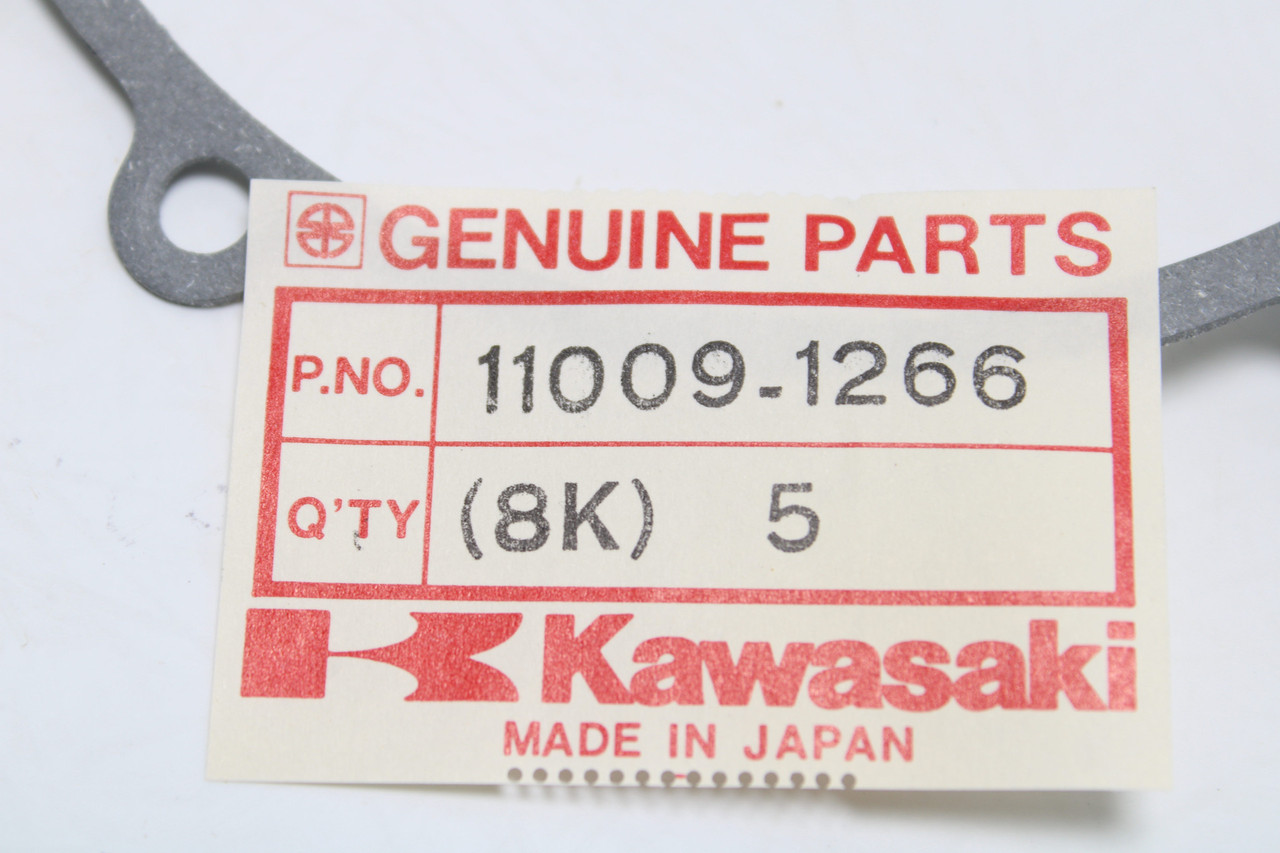 GENUINE PARTS
P.NO. 11009-1266
Q'TY (8K) 5
Kawasaki
MADE IN JAPAN